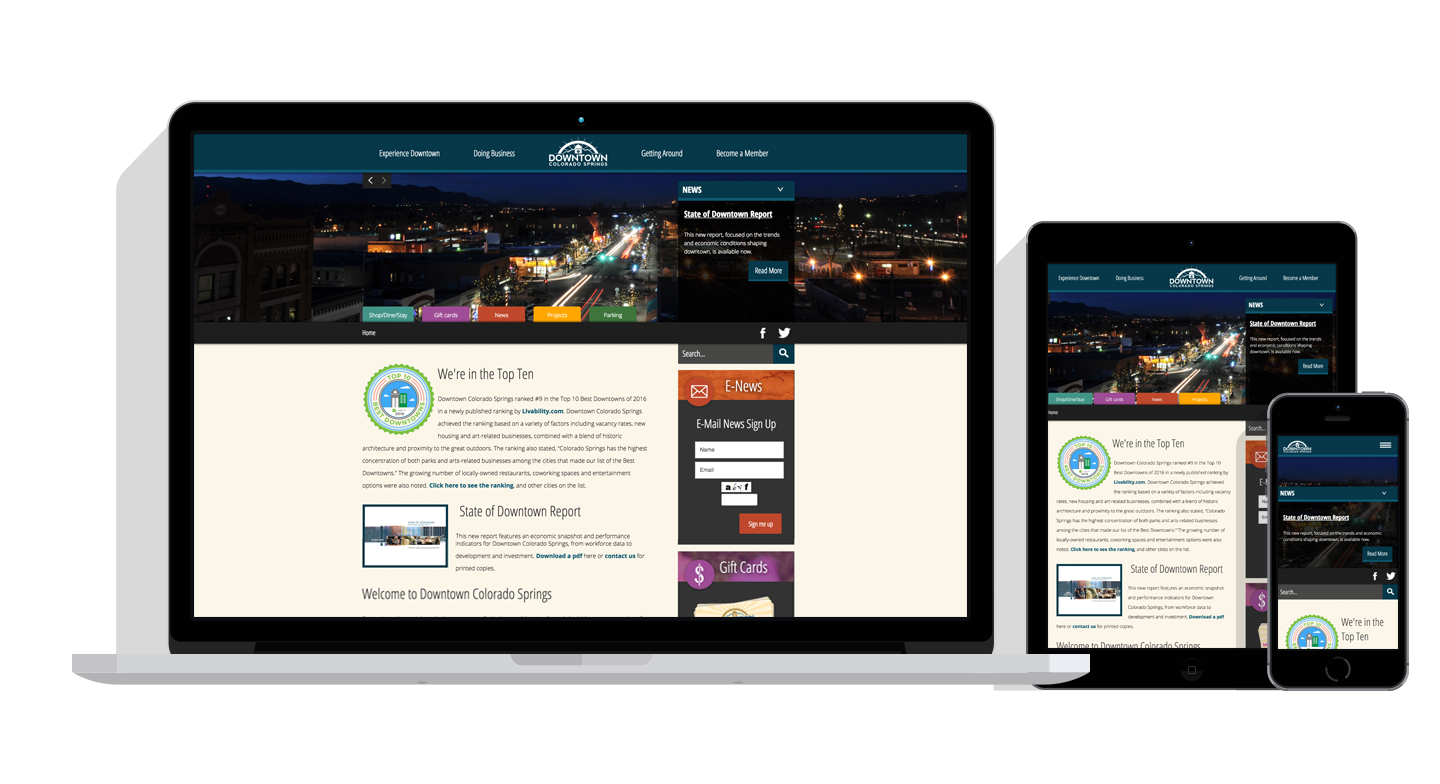 Experience Downtown
Doing Business
DOWNTOWN
COLORADO SPRINGS
Getting Around
Become a Member
NEWS
State of Downtown Report
This new report, focused on the trends
and economic conditions shaping
downtown, is available now.
Read More
Shop/Dine/Stay
Gift cards
News
Projects
Parking
Home
Search...
TOP 10
BEST DOWNTOWNS
2016
We're in the Top Ten
Downtown Colorado Springs ranked #9 in the Top 10 Best Downtowns of 2016
in a newly published ranking by Livability.com. Downtown Colorado Springs
achieved the ranking based on a variety of factors including vacancy rates, new
housing and art-related businesses, combined with a blend of historic
architecture and proximity to the great outdoors. The ranking also stated, "Colorado Springs has the highest
concentration of both parks and arts-related businesses among the cities that made our list of the Best
Downtowns." The growing number of locally-owned restaurants, coworking spaces and entertainment
options were also noted. Click here to see the ranking, and other cities on the list.
State of Downtown Report
This new report features an economic snapshot and performance
indicators for Downtown Colorado Springs, from workforce data to
development and investment. Download a pdf here or contact us for
printed copies.
Welcome to Downtown Colorado Springs
E-News
E-Mail News Sign Up
Name
Email
Sign me up
$
Gift Cards
Experience Downtown
Doing Business
DOWNTOWN
COLORADO SPRINGS
Getting Around
Become a Member
NEWS
State of Downtown Report
This new report, focused on the trends
and economic conditions shaping
downtown, is available now.
Read More
Shop/Dine/Stay
Gift cards
News
Projects
Home
Search...
TOP 10
BEST DOWNTOWNS
We're in the Top Ten
Downtown Colorado Springs ranked #9 in the Top 10
Best Downtowns of 2016 in a newly published ranking by
Livability.com. Downtown Colorado Springs achieved
the ranking based on a variety of factors including vacancy
rates, new housing and art-related businesses, combined with a blend of historic
architecture and proximity to the great outdoors. The ranking also stated, "Colorado
Springs has the highest concentration of both parks and arts-related businesses
among the cities that made our list of the Best Downtowns." The growing number of
locally-owned restaurants, coworking spaces and entertainment options were also
noted. Click here to see the ranking, and other cities on the list.
State of Downtown Report
This new report features an economic snapshot
and performance indicators for Downtown
Colorado Springs, from workforce data to
development and investment. Download a pdf
here or contact us for printed copies.
Welcome to Downtown Colorado Springs
$
DOWNTOWN
COLORADO SPRINGS
NEWS
State of Downtown Report
This new report, focused on the trends and economic
conditions shaping downtown, is available now.
Read More
Search...
TOP 10
BEST DOWNTOWNS
We're in the
Top Ten